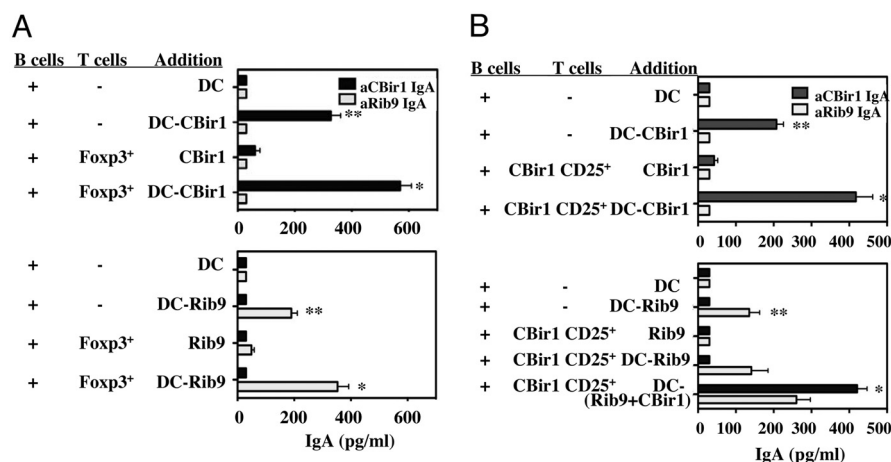 A
B cells T cells Addition
+ - DC
+ - DC-CBir1
+ Foxp3⁺ CBir1
+ Foxp3⁺ DC-CBir1
aCBir1 IgA
aRib9 IgA
**
*
0 200 400 600
+ - DC
+ - DC-Rib9
+ Foxp3⁺ Rib9
+ Foxp3⁺ DC-Rib9
**
*
0 200 400 600
IgA (pg/ml)
B
B cells T cells Addition
+ - DC
+ - DC-CBir1
+ CBir1 CD25⁺ CBir1
+ CBir1 CD25⁺ DC-CBir1
aCBir1 IgA
aRib9 IgA
**
*
0 100 200 300 400 500
+ - DC
+ - DC-Rib9
+ CBir1 CD25⁺ Rib9
+ CBir1 CD25⁺ DC-Rib9
+ CBir1 CD25⁺ DC-
(Rib9+CBir1)
**
*
0 100 200 300 400 500
IgA (pg/ml)